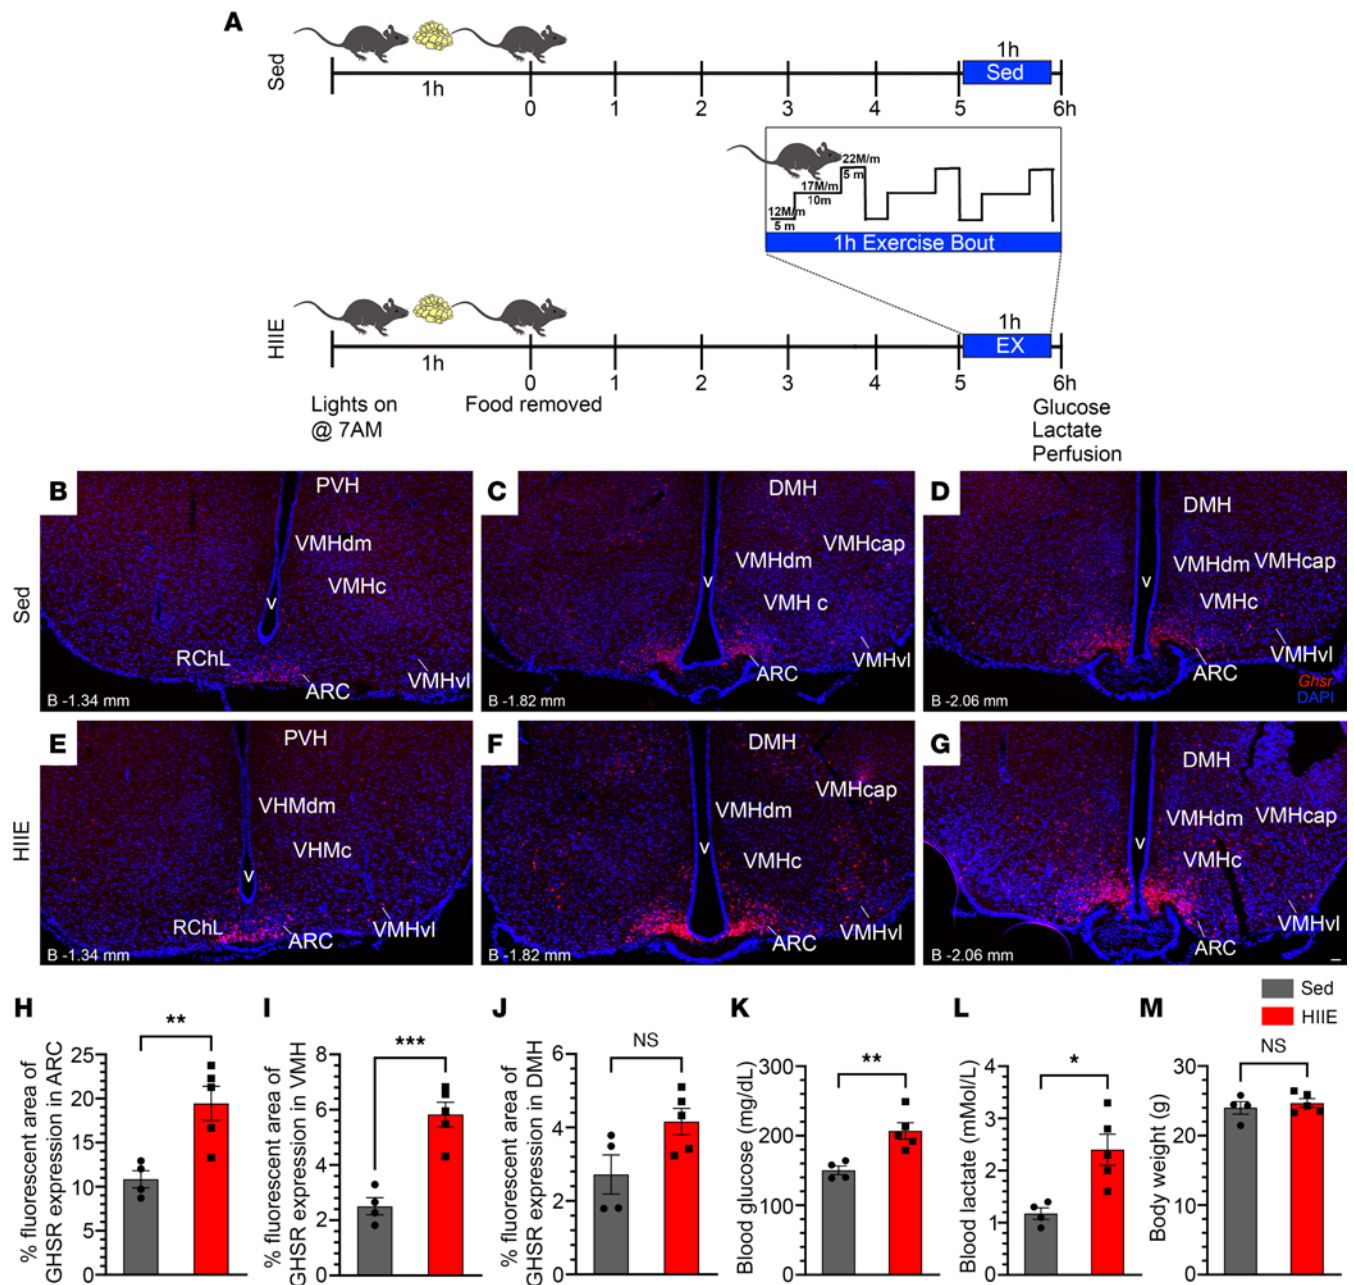 A
Sed
1h
1h
Sed
0 1 2 3 4 5 6h
22M/m
5 m
17M/m
10m
12M/m
5 m
1h Exercise Bout
HIIE
1h
1h
EX
0 1 2 3 4 5 6h
Lights on
@ 7AM
Food removed
Glucose
Lactate
Perfusion
Sed
B
PVH
VMHdm
VMHc
V
RChL
ARC
VMHvl
B -1.34 mm
C
DMH
VMHdm
VMHcap
V
VMH c
ARC
VMHvl
B -1.82 mm
D
DMH
VMHdm VMHcap
V
VMHc
ARC
VMHvl
Ghsr
DAPI
B -2.06 mm
HIIE
E
PVH
VHMdm
VHMc
V
RChL
ARC
VMHvl
B -1.34 mm
F
DMH
VMHcap
VMHdm
V
VMHc
ARC
VMHvl
B -1.82 mm
G
DMH
VMHdm
VMHcap
V
VMHc
ARC
VMHvl
B -2.06 mm
Sed
HIIE
H
**
% fluorescent area of
GHSR expression in ARC
25
20
15
10
5
0
I
***
% fluorescent area of
GHSR expression in VMH
8
6
4
2
0
J
NS
% fluorescent area of
GHSR expression in DMH
6
4
2
0
K
**
Blood glucose (mg/dL)
300
200
100
0
L
*
Blood lactate (mMol/L)
4
3
2
1
0
M
NS
Body weight (g)
30
20
10
0